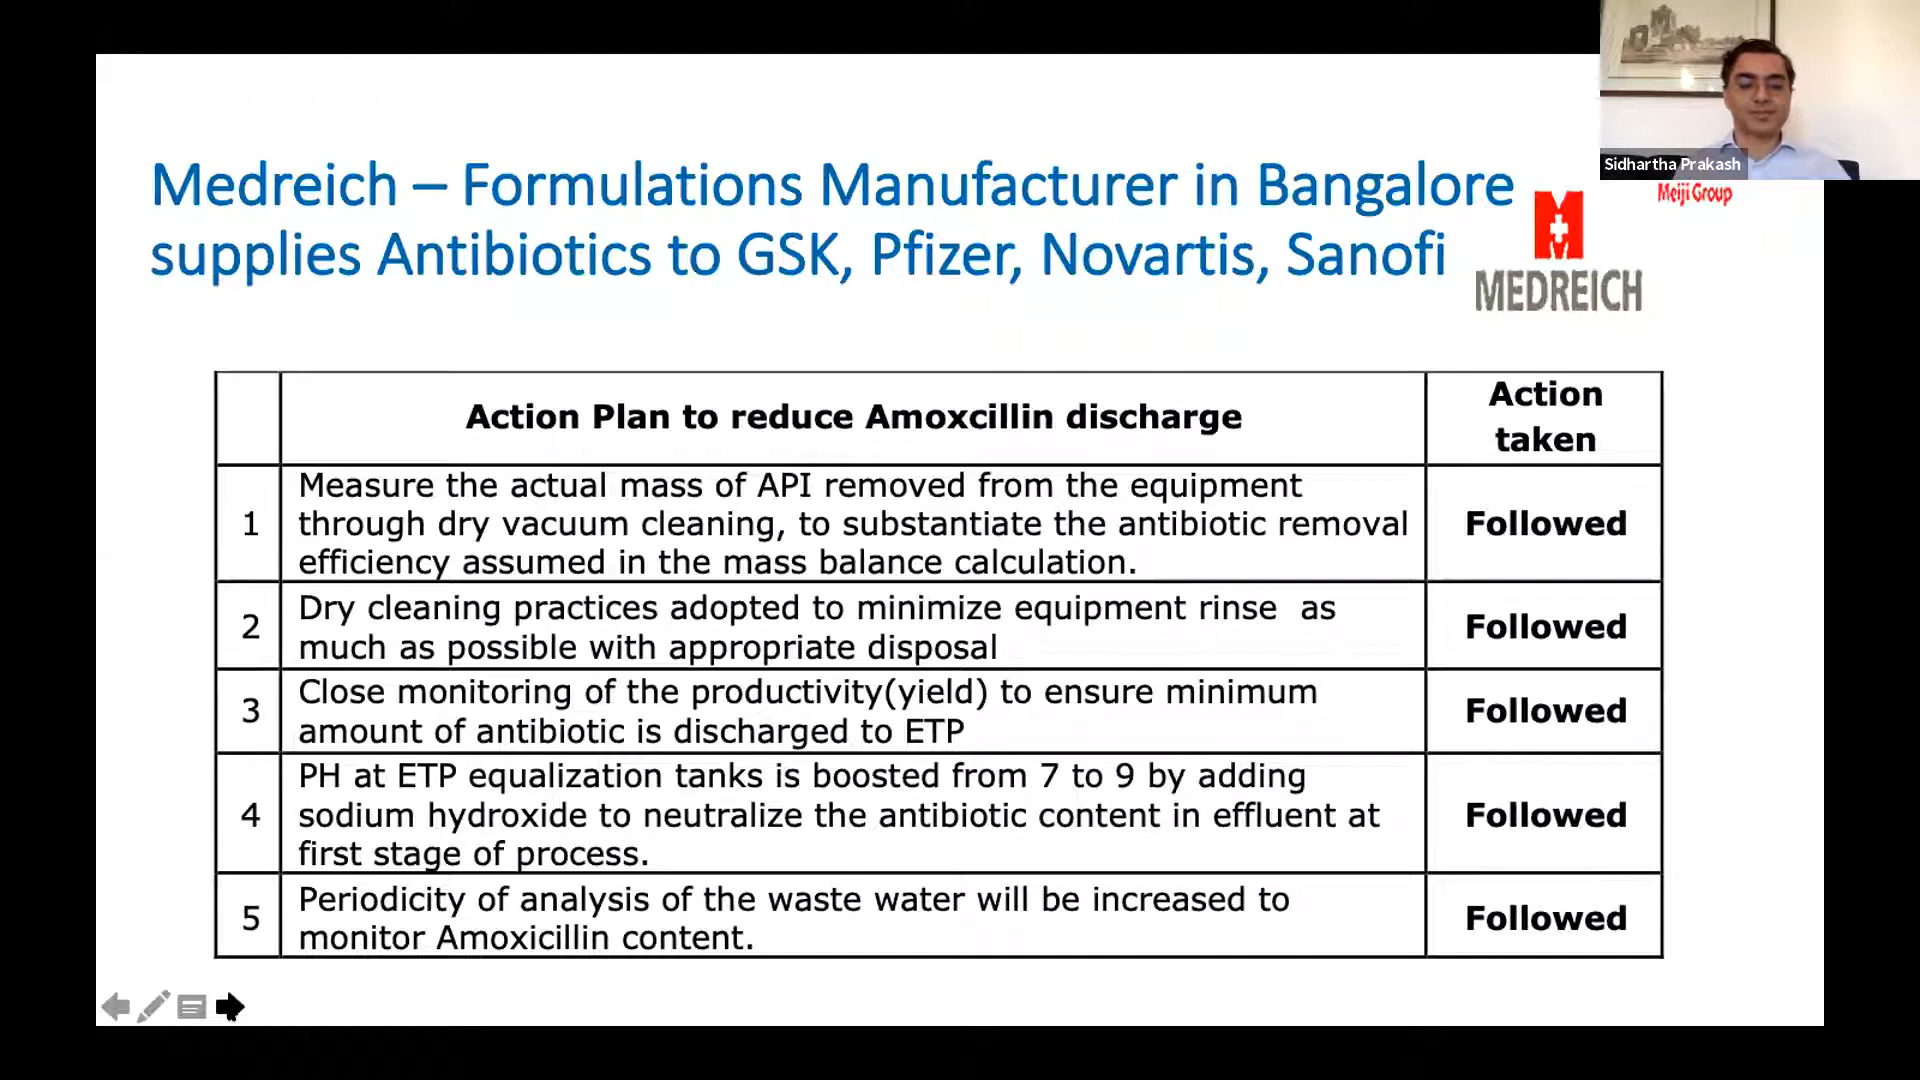 Sidhartha Prakash
Medreich – Formulations Manufacturer in Bangalore
supplies Antibiotics to GSK, Pfizer, Novartis, Sanofi
Meiji Group
MEDREICH
Action Plan to reduce Amoxcillin discharge
Action
taken
1
Measure the actual mass of API removed from the equipment
through dry vacuum cleaning, to substantiate the antibiotic removal
efficiency assumed in the mass balance calculation.
Followed
2
Dry cleaning practices adopted to minimize equipment rinse  as
much as possible with appropriate disposal
Followed
3
Close monitoring of the productivity(yield) to ensure minimum
amount of antibiotic is discharged to ETP
Followed
4
PH at ETP equalization tanks is boosted from 7 to 9 by adding
sodium hydroxide to neutralize the antibiotic content in effluent at
first stage of process.
Followed
5
Periodicity of analysis of the waste water will be increased to
monitor Amoxicillin content.
Followed